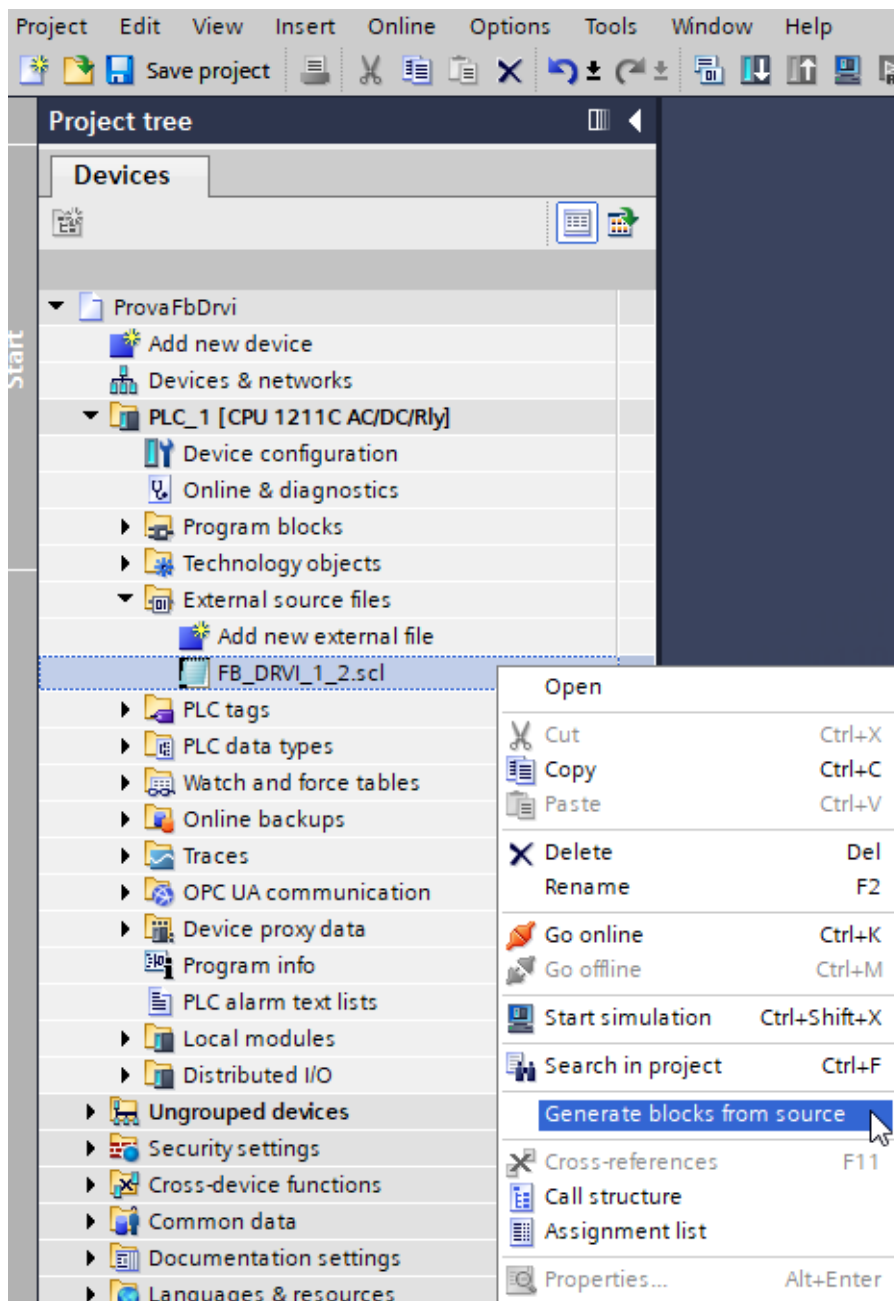 Project Edit View Insert Online Options Tools Window Help
Save project
Project tree
Devices
Start
ProvaFbDrvi
Add new device
Devices & networks
PLC_1 [CPU 1211C AC/DC/Rly]
Device configuration
Online & diagnostics
Program blocks
Technology objects
External source files
Add new external file
FB_DRVI_1_2.scl
PLC tags
PLC data types
Watch and force tables
Online backups
Traces
OPC UA communication
Device proxy data
Program info
PLC alarm text lists
Local modules
Distributed I/O
Ungrouped devices
Security settings
Cross-device functions
Common data
Documentation settings
Languages & resources
Open
Cut Ctrl+X
Copy Ctrl+C
Paste Ctrl+V
Delete Del
Rename F2
Go online Ctrl+K
Go offline Ctrl+M
Start simulation Ctrl+Shift+X
Search in project Ctrl+F
Generate blocks from source
Cross-references F11
Call structure
Assignment list
Properties... Alt+Enter